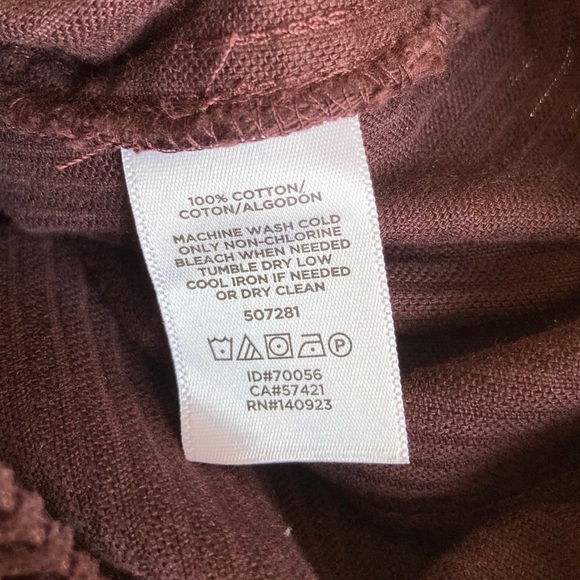 100% COTTON/
COTON/ALGODÓN
MACHINE WASH COLD
ONLY NON-CHLORINE
BLEACH WHEN NEEDED
TUMBLE DRY LOW
COOL IRON IF NEEDED
OR DRY CLEAN
507281
P
ID#70056
CA#57421
RN#140923